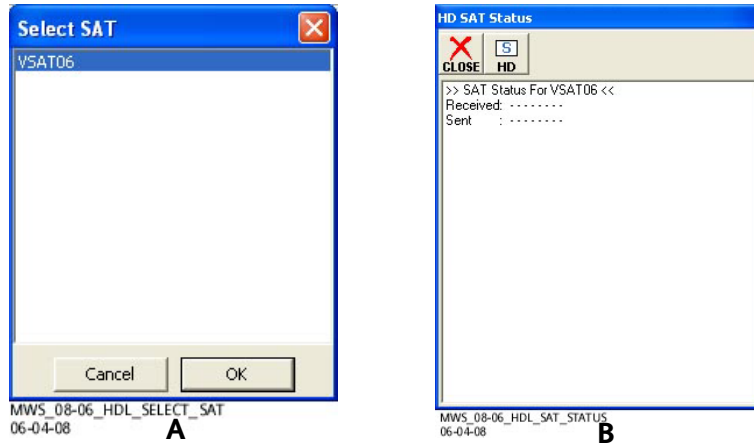 Select SAT
VSAT06
Cancel OK
MWS_08-06_HDL_SELECT_SAT
06-04-08
A
HD SAT Status
CLOSE
S
HD
>> SAT Status For VSAT06 <<
Received: --------
Sent : --------
MWS_08-06_HDL_SAT_STATUS
06-04-08
B